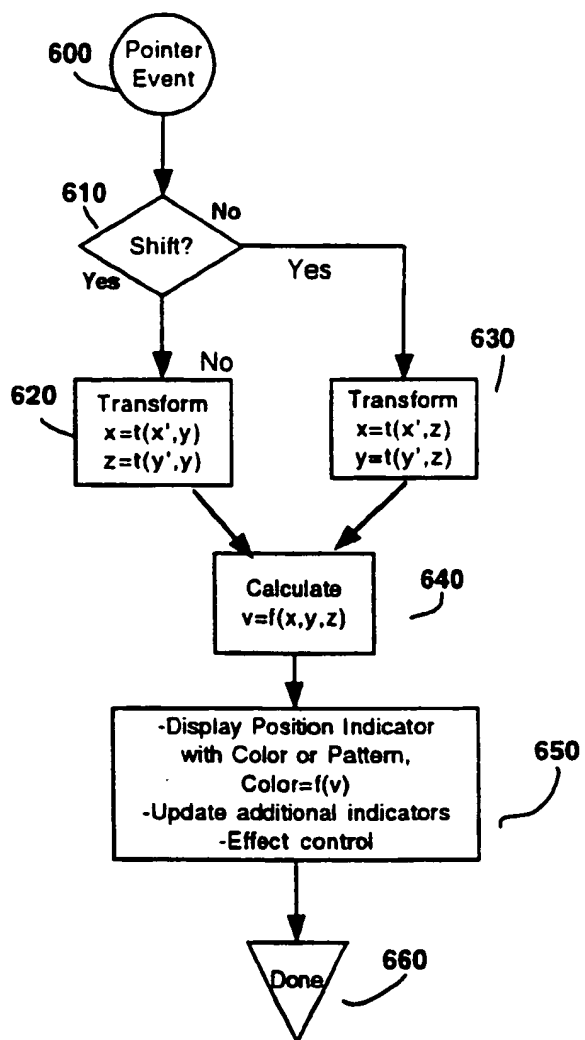 600
Pointer
Event
610
No
Shift?
Yes
Yes
No
630
620
Transform
x=t(x',y)
z=t(y',y)
Transform
x=t(x',z)
y=t(y',z)
640
Calculate
v=f(x,y,z)
-Display Position Indicator
with Color or Pattern,
Color=f(v)
-Update additional indicators
-Effect control
650
Done
660